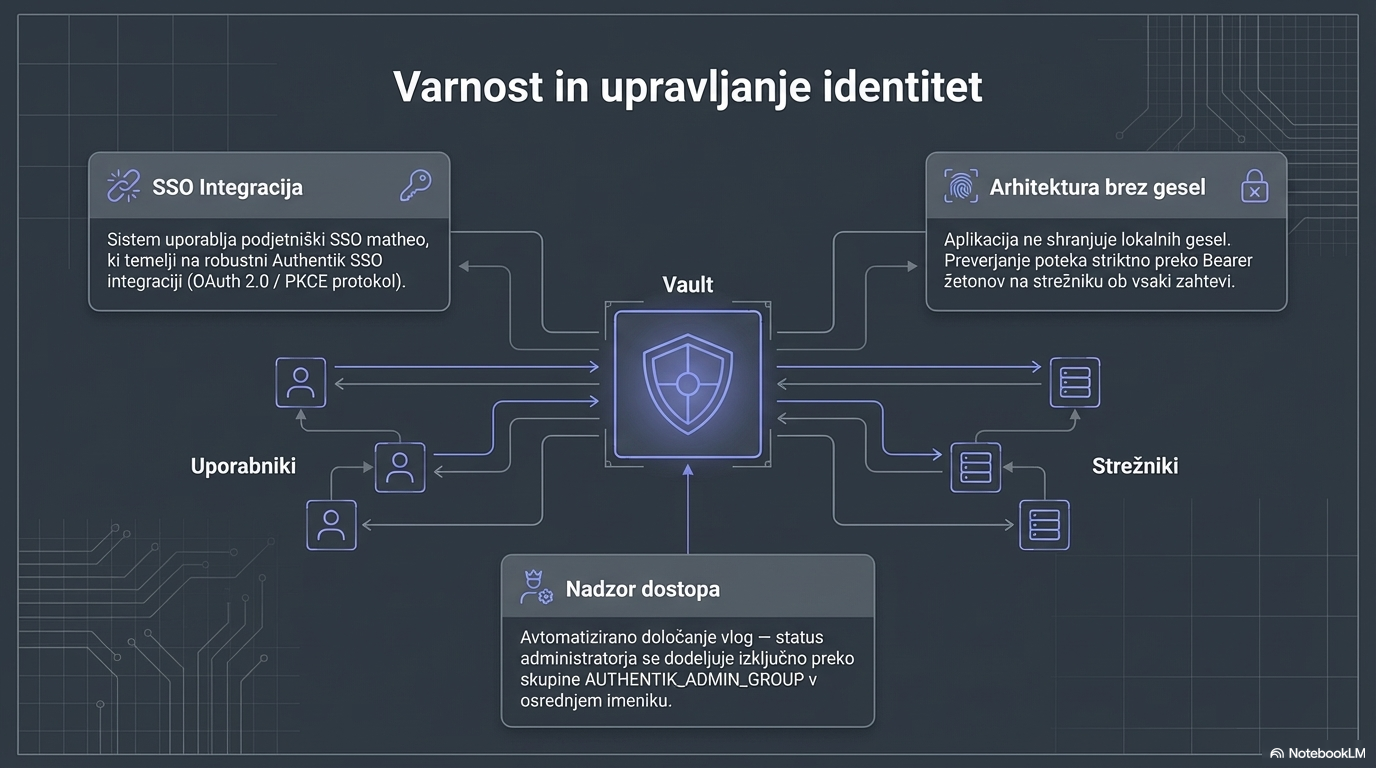 Varnost in upravljanje identitet
SSO Integracija
Sistem uporablja podjetniški SSO matheo,
ki temelji na robustni Authentik SSO
integraciji (OAuth 2.0 / PKCE protokol).
Arhitektura brez gesel
Aplikacija ne shranjuje lokalnih gesel.
Preverjanje poteka striktno preko Bearer
žetonov na strežniku ob vsaki zahtevi.
Vault
Uporabniki
Strežniki
Nadzor dostopa
Avtomatizirano določanje vlog — status
administratorja se dodeljuje izključno preko
skupine AUTHENTIK_ADMIN_GROUP v
osrednjem imeniku.
NotebookLM